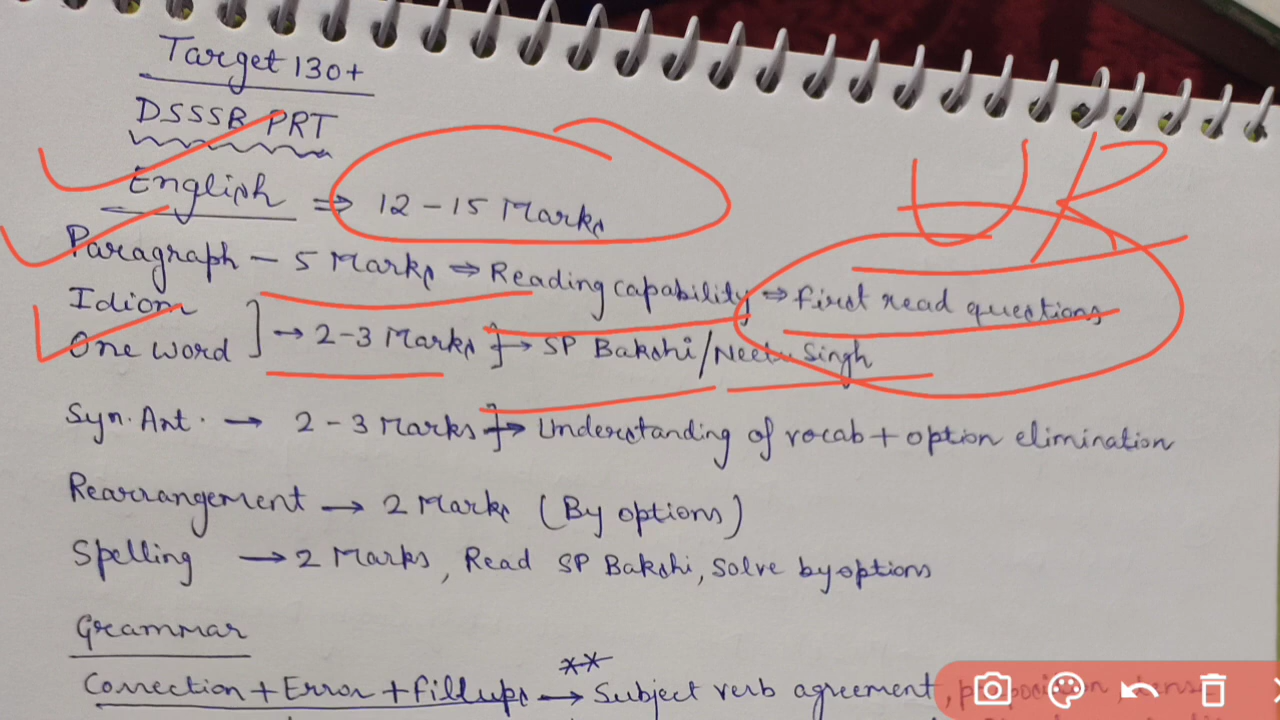 Target 130+
DSSSB PRT
UR
English ⇒ 12-15 Marks
Paragraph - 5 Marks ⇒ Reading capability ⇒ first read questions
Idiom
One word ] → 2-3 Marks ] → SP Bakshi/Neetu Singh
Syn. Ant. → 2-3 Marks ] → Understanding of vocab + option elimination
Rearrangement → 2 Marks (By options)
Spelling → 2 Marks, Read SP Bakshi, Solve by options
Grammar
Correction + Error + fillups → ** Subject verb agreement, preposition, tense